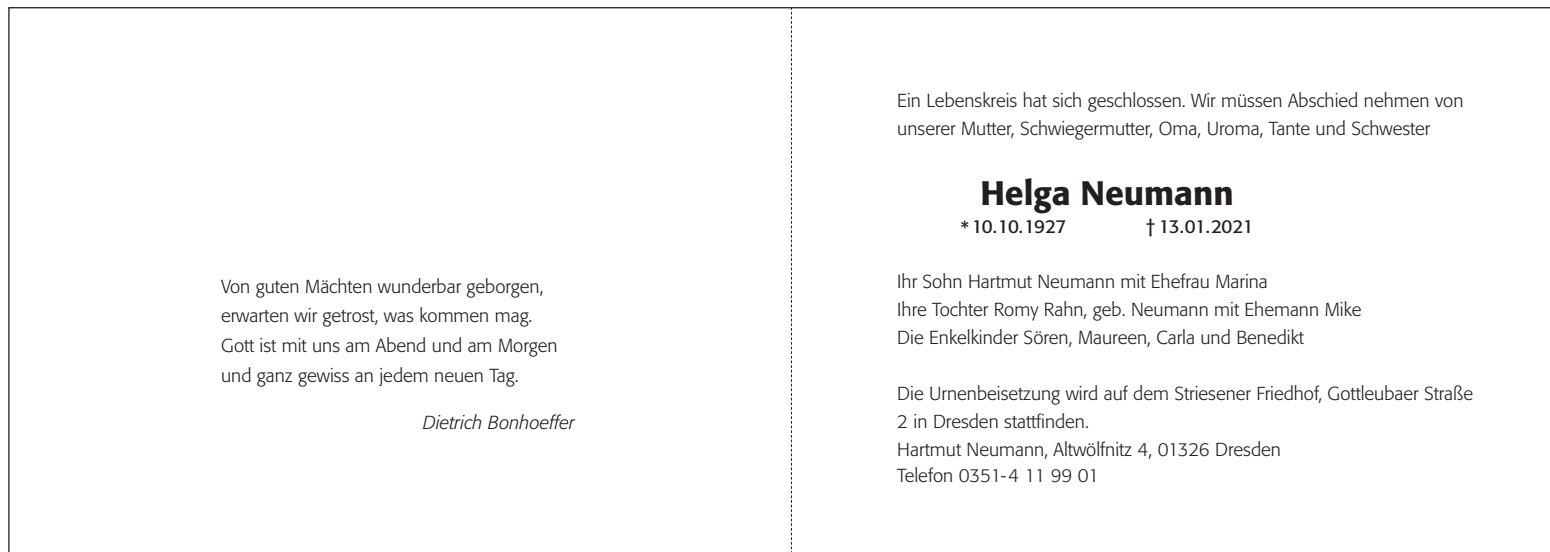 Von guten Mächten wunderbar geborgen,
erwarten wir getrost, was kommen mag.
Gott ist mit uns am Abend und am Morgen
und ganz gewiss an jedem neuen Tag.
Dietrich Bonhoeffer
Ein Lebenskreis hat sich geschlossen. Wir müssen Abschied nehmen von
unserer Mutter, Schwiegermutter, Oma, Uroma, Tante und Schwester
Helga Neumann
* 10.10.1927 † 13.01.2021
Ihr Sohn Hartmut Neumann mit Ehefrau Marina
Ihre Tochter Romy Rahn, geb. Neumann mit Ehemann Mike
Die Enkelkinder Sören, Maureen, Carla und Benedikt
Die Urnenbeisetzung wird auf dem Striesener Friedhof, Gottleubaer Straße
2 in Dresden stattfinden.
Hartmut Neumann, Altwölfnitz 4, 01326 Dresden
Telefon 0351-4 11 99 01